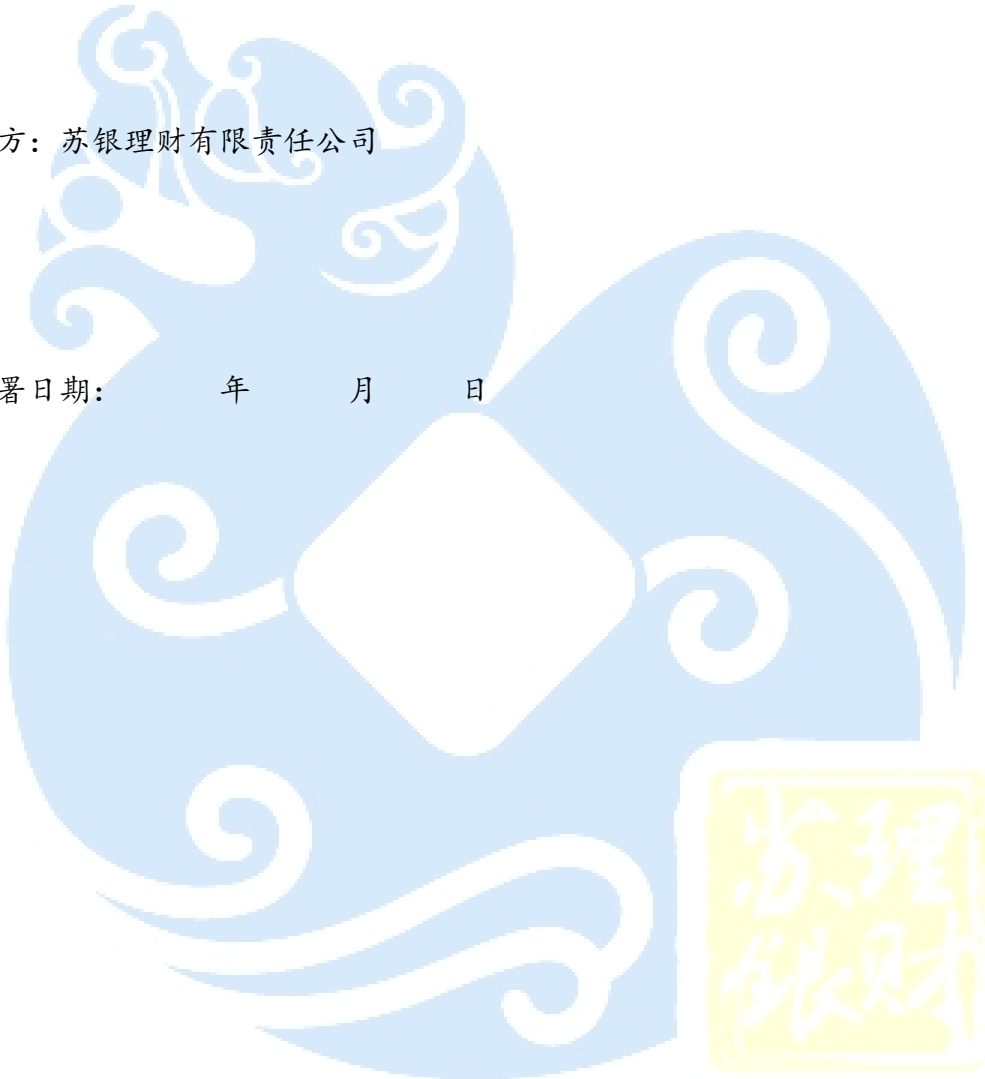 方：苏银理财有限责任公司
署日期： 年 月 日
苏理
银财